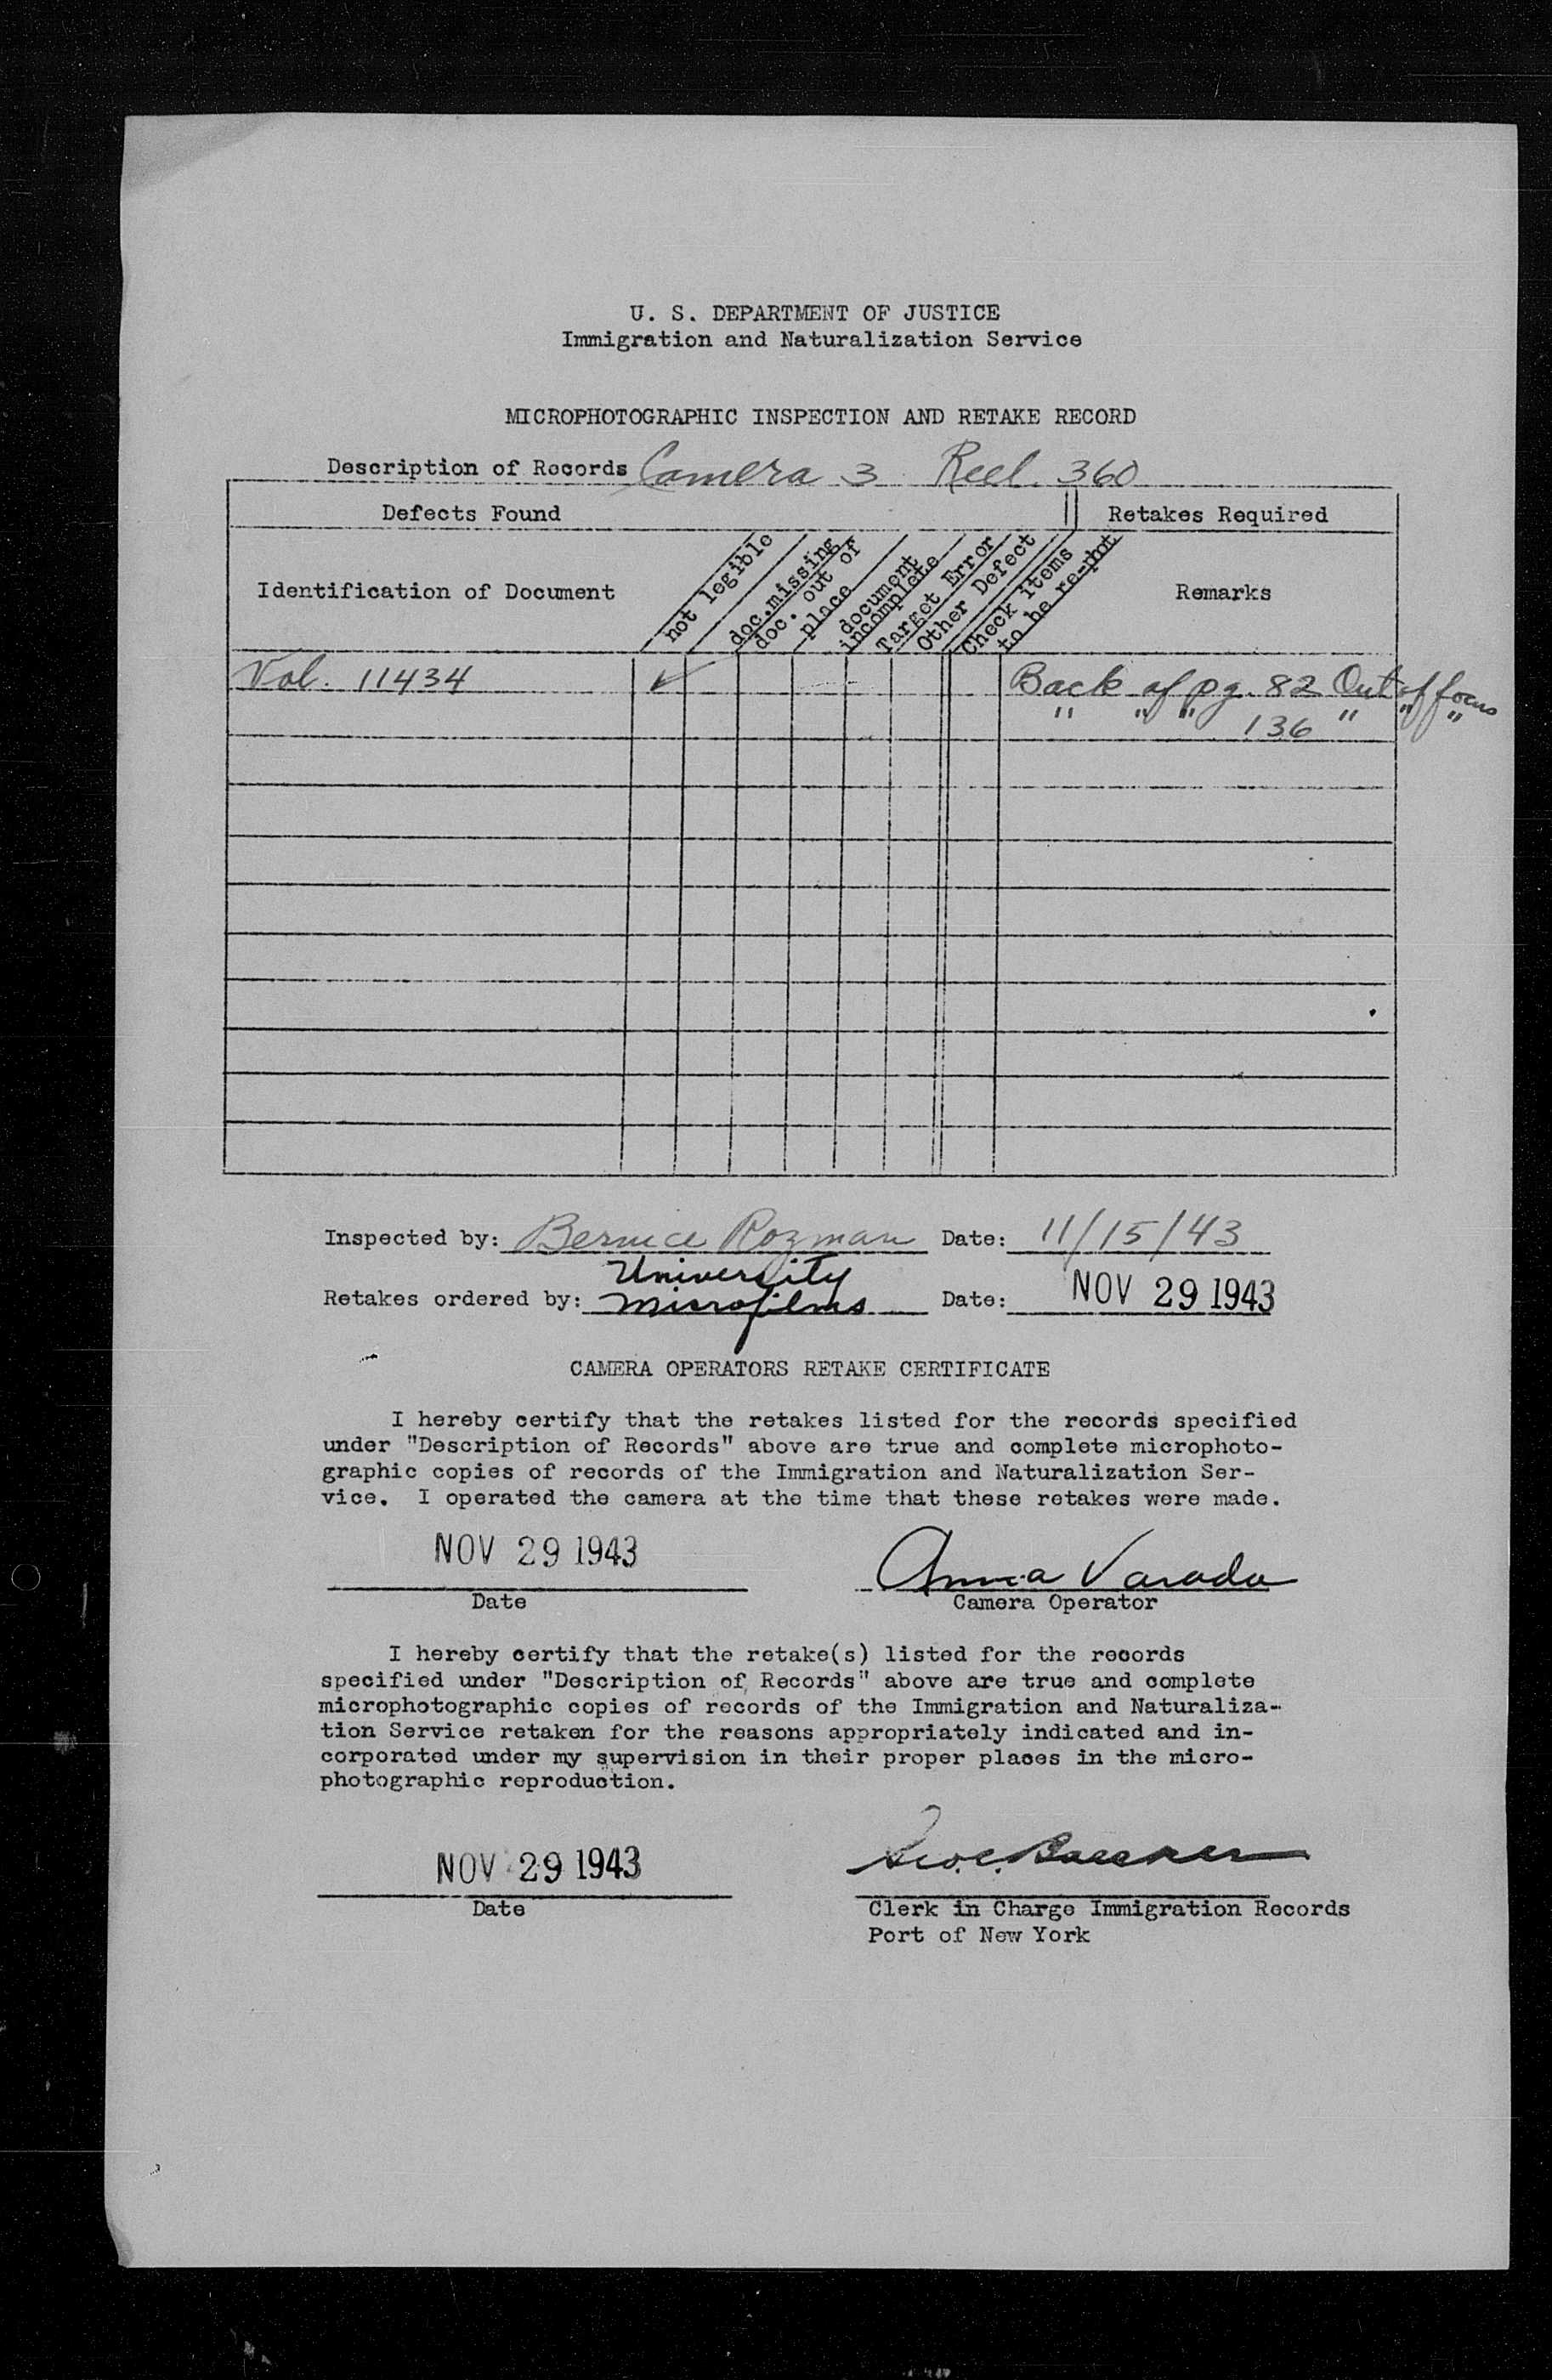 U. S. DEPARTMENT OF JUSTICE
Immigration and Naturalization Service
MICROPHOTOGRAPHIC INSPECTION AND RETAKE RECORD
Description of Records Camera 3 Reel 360
Defects Found Retakes Required
Identification of Document
not legible
doc. missing
doc. out of
place
document
incomplete
Target Error
Other Defect
Check items
to be re-phot
Remarks
Vol. 11434 ✓ Back of pg. 82 Out of focus
" " " 136 " " "
Inspected by: Bernice Rozman Date: 11/15/43
University
Retakes ordered by: Microfilms Date: NOV 29 1943
CAMERA OPERATORS RETAKE CERTIFICATE
I hereby certify that the retakes listed for the records specified
under "Description of Records" above are true and complete microphoto-
graphic copies of records of the Immigration and Naturalization Ser-
vice. I operated the camera at the time that these retakes were made.
NOV 29 1943 Anna Varada
Date Camera Operator
I hereby certify that the retake(s) listed for the records
specified under "Description of Records" above are true and complete
microphotographic copies of records of the Immigration and Naturaliza-
tion Service retaken for the reasons appropriately indicated and in-
corporated under my supervision in their proper places in the micro-
photographic reproduction.
NOV 29 1943
Date Clerk in Charge Immigration Records
Port of New York